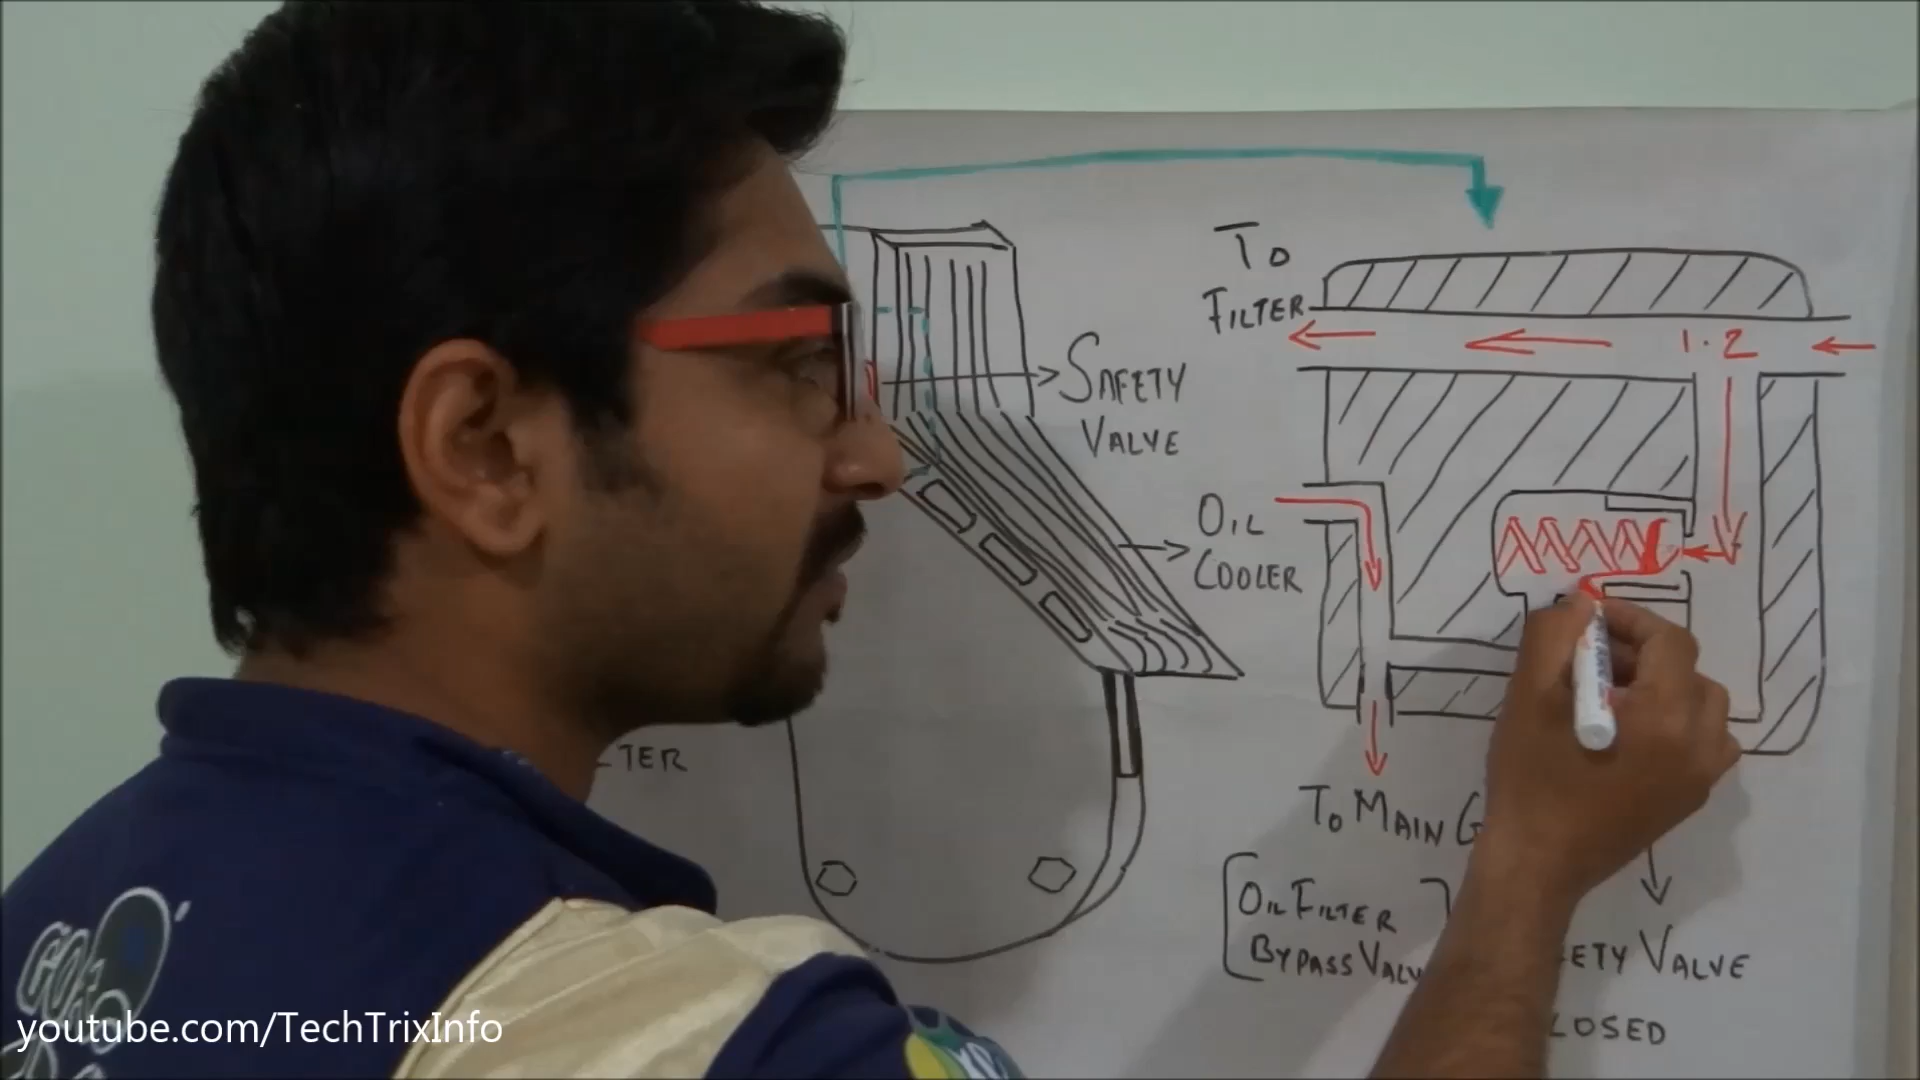 To
FILTER
1.2
SAFETY
VALVE
OIL
COOLER
To MAIN G
OIL FILTER
BYPASS VALV
ETY VALVE
LOSED
TER
youtube.com/TechTrixInfo